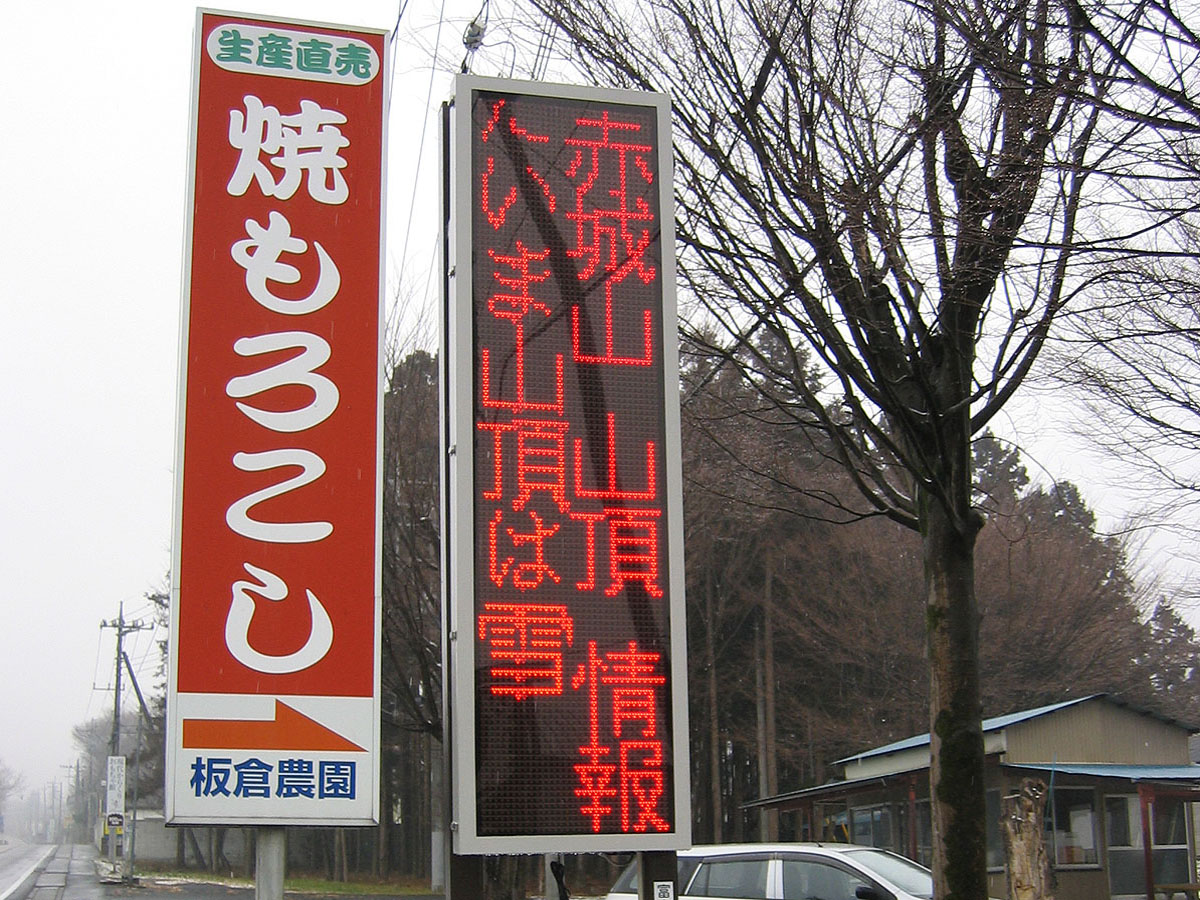 生産直売
焼もろこし
板倉農園
赤城山 山頂 情報
いま山頂は雪
富